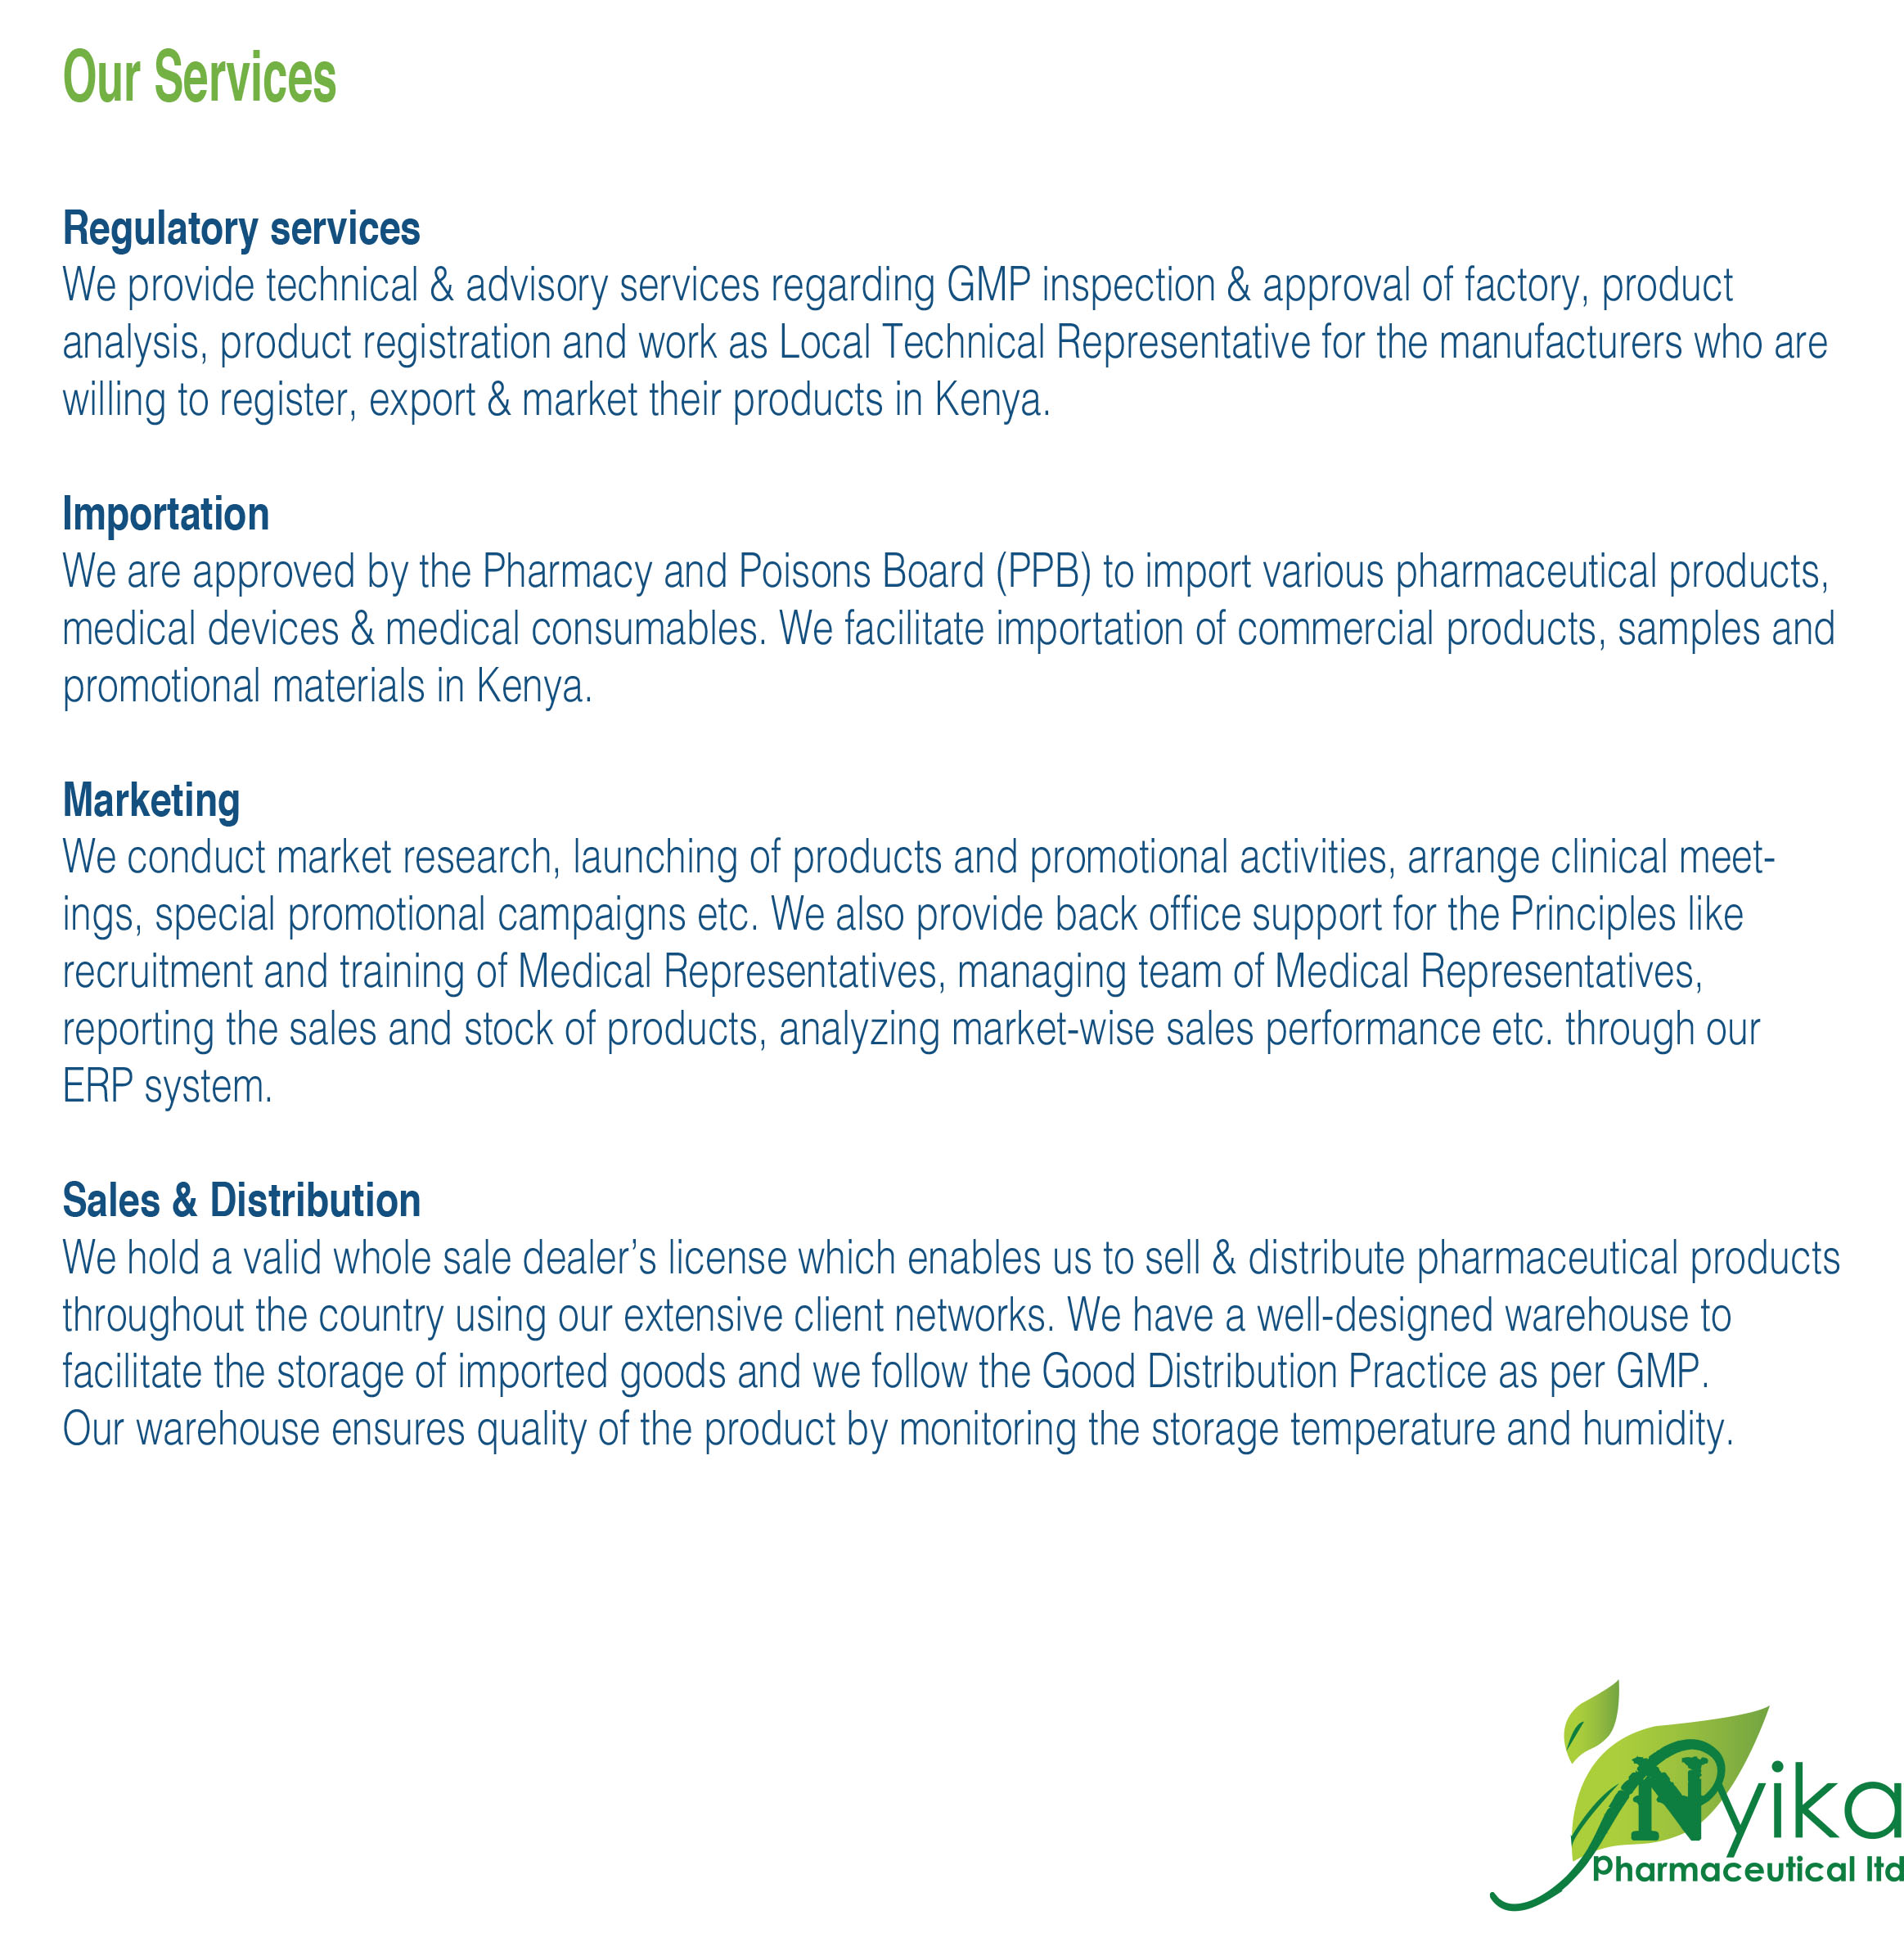 Our Services
Regulatory services
We provide technical & advisory services regarding GMP inspection & approval of factory, product
analysis, product registration and work as Local Technical Representative for the manufacturers who are
willing to register, export & market their products in Kenya.
Importation
We are approved by the Pharmacy and Poisons Board (PPB) to import various pharmaceutical products,
medical devices & medical consumables. We facilitate importation of commercial products, samples and
promotional materials in Kenya.
Marketing
We conduct market research, launching of products and promotional activities, arrange clinical meet-
ings, special promotional campaigns etc. We also provide back office support for the Principles like
recruitment and training of Medical Representatives, managing team of Medical Representatives,
reporting the sales and stock of products, analyzing market-wise sales performance etc. through our
ERP system.
Sales & Distribution
We hold a valid whole sale dealer’s license which enables us to sell & distribute pharmaceutical products
throughout the country using our extensive client networks. We have a well-designed warehouse to
facilitate the storage of imported goods and we follow the Good Distribution Practice as per GMP.
Our warehouse ensures quality of the product by monitoring the storage temperature and humidity.
Nyika
Pharmaceutical ltd